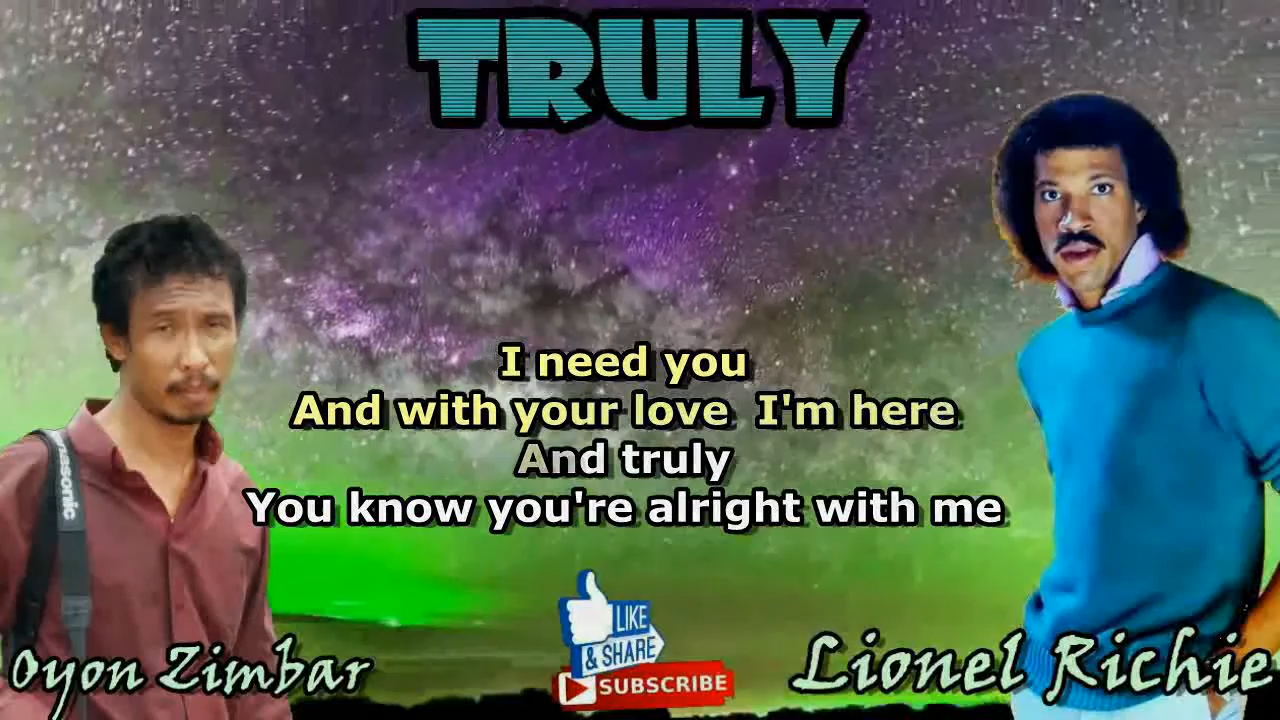 TRULY
I need you
And with your love I'm here
And truly
You know you're alright with me
LIKE
& SHARE
SUBSCRIBE
Oyon Zimbar
Lionel Richie